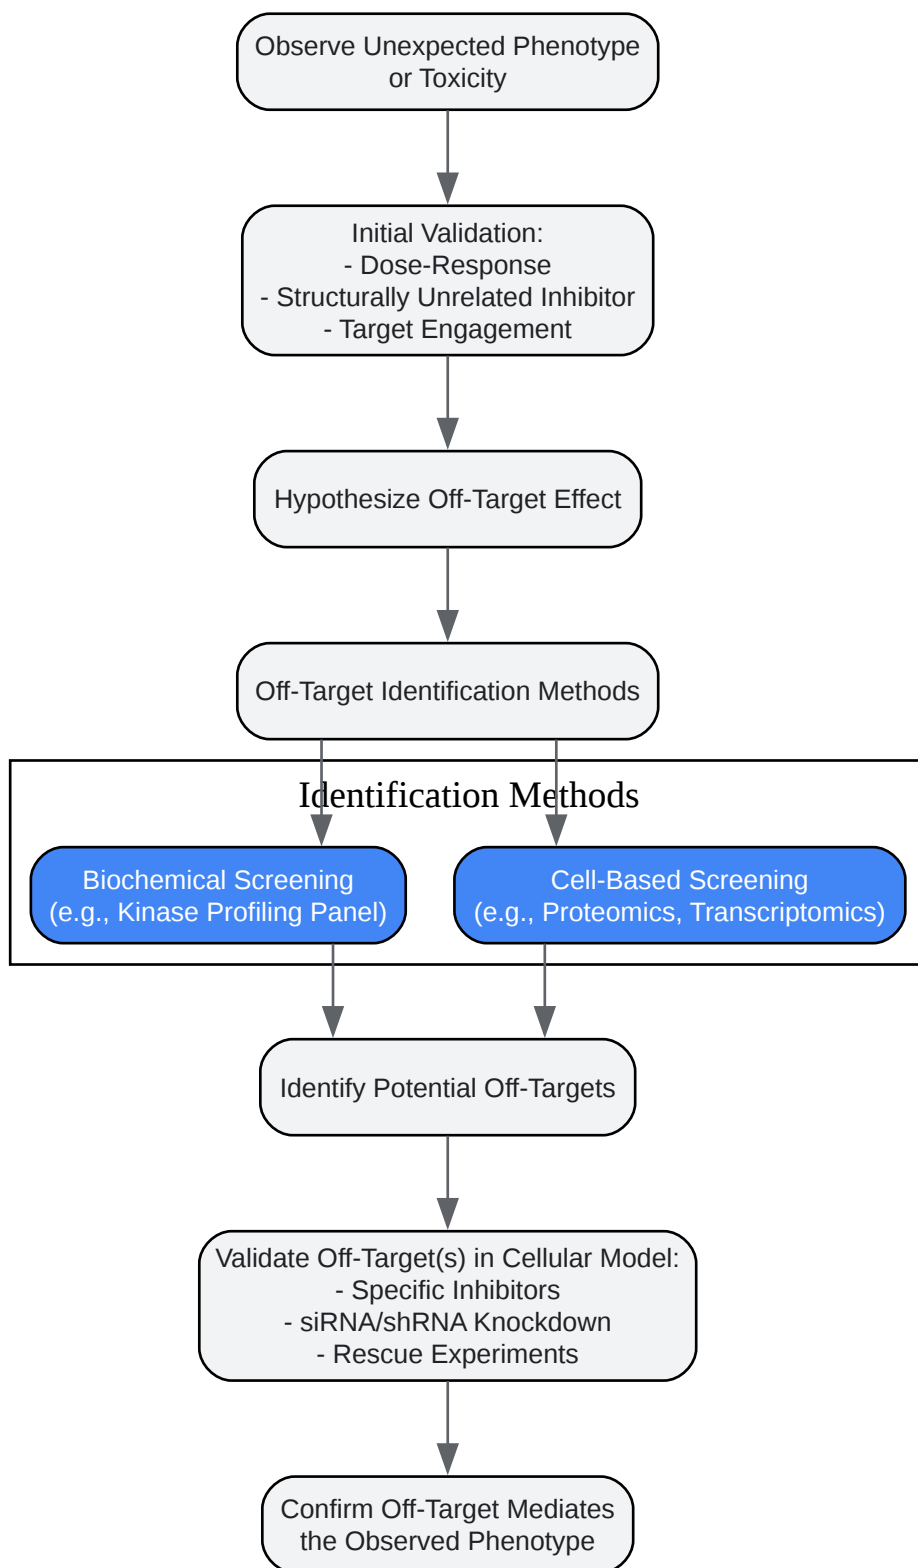 Observe Unexpected Phenotype
or Toxicity
Initial Validation:
- Dose-Response
- Structurally Unrelated Inhibitor
- Target Engagement
Hypothesize Off-Target Effect
Off-Target Identification Methods
Identification Methods
Biochemical Screening
(e.g., Kinase Profiling Panel)
Cell-Based Screening
(e.g., Proteomics, Transcriptomics)
Identify Potential Off-Targets
Validate Off-Target(s) in Cellular Model:
- Specific Inhibitors
- siRNA/shRNA Knockdown
- Rescue Experiments
Confirm Off-Target Mediates
the Observed Phenotype